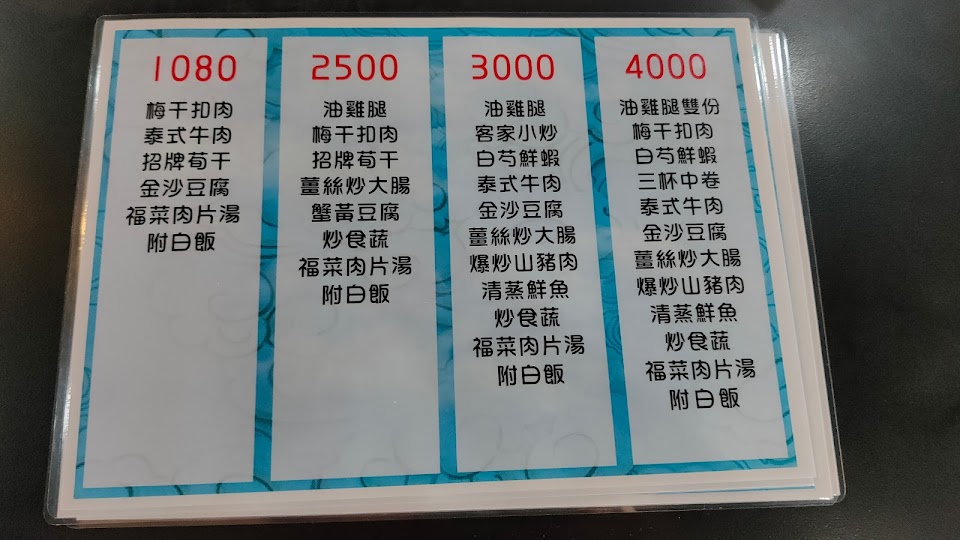 1080
梅干扣肉
泰式牛肉
招牌荀干
金沙豆腐
福菜肉片湯
附白飯
2500
油雞腿
梅干扣肉
招牌荀干
薑絲炒大腸
蟹黃豆腐
炒食蔬
福菜肉片湯
附白飯
3000
油雞腿
客家小炒
白芍鮮蝦
泰式牛肉
金沙豆腐
薑絲炒大腸
爆炒山豬肉
清蒸鮮魚
炒食蔬
福菜肉片湯
附白飯
4000
油雞腿雙份
梅干扣肉
白芍鮮蝦
三杯中卷
泰式牛肉
金沙豆腐
薑絲炒大腸
爆炒山豬肉
清蒸鮮魚
炒食蔬
福菜肉片湯
附白飯